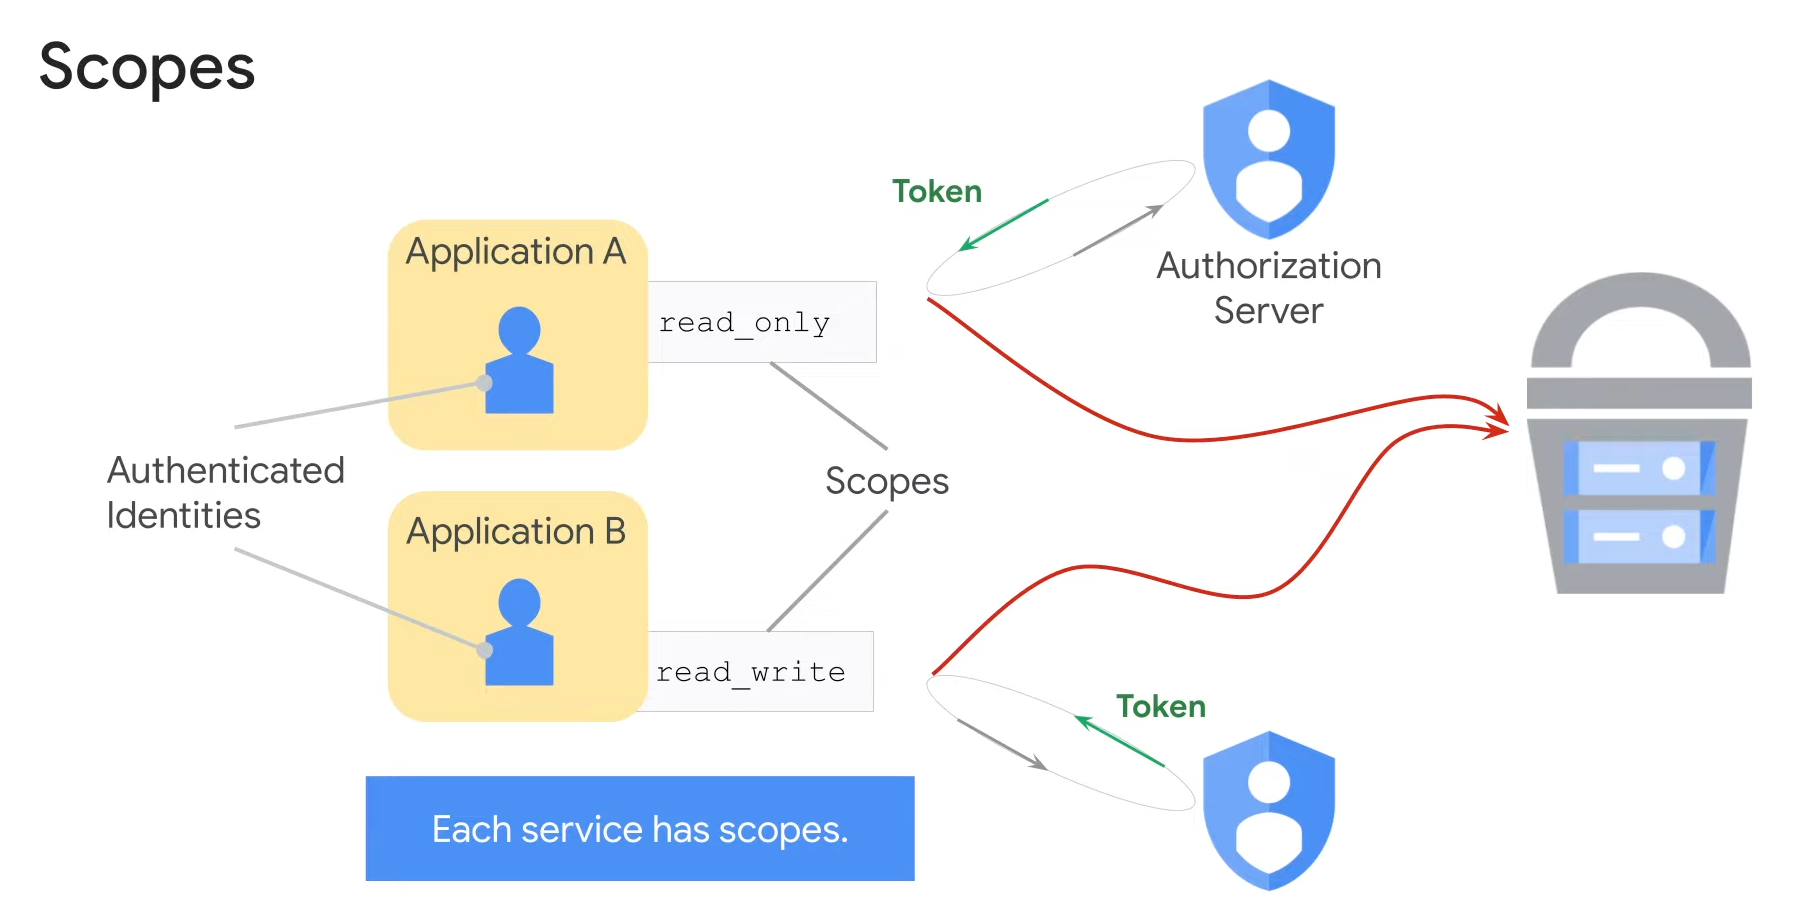 Scopes
Token
Application A
Authorization
Server
read_only
Authenticated
Identities
Scopes
Application B
read_write
Token
Each service has scopes.